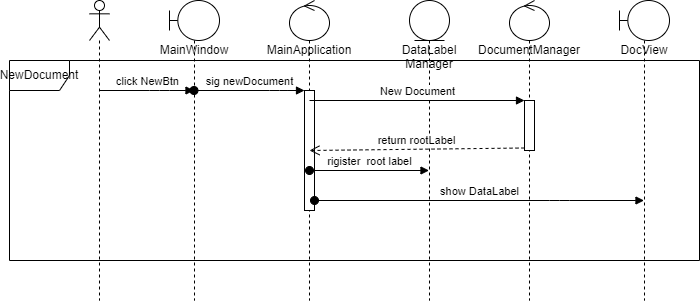 MainWindow
MainApplication
DataLabel
Manager
DocumentManager
DocView
NewDocument
click NewBtn
sig newDocument
New Document
return rootLabel
rigister  root label
show DataLabel